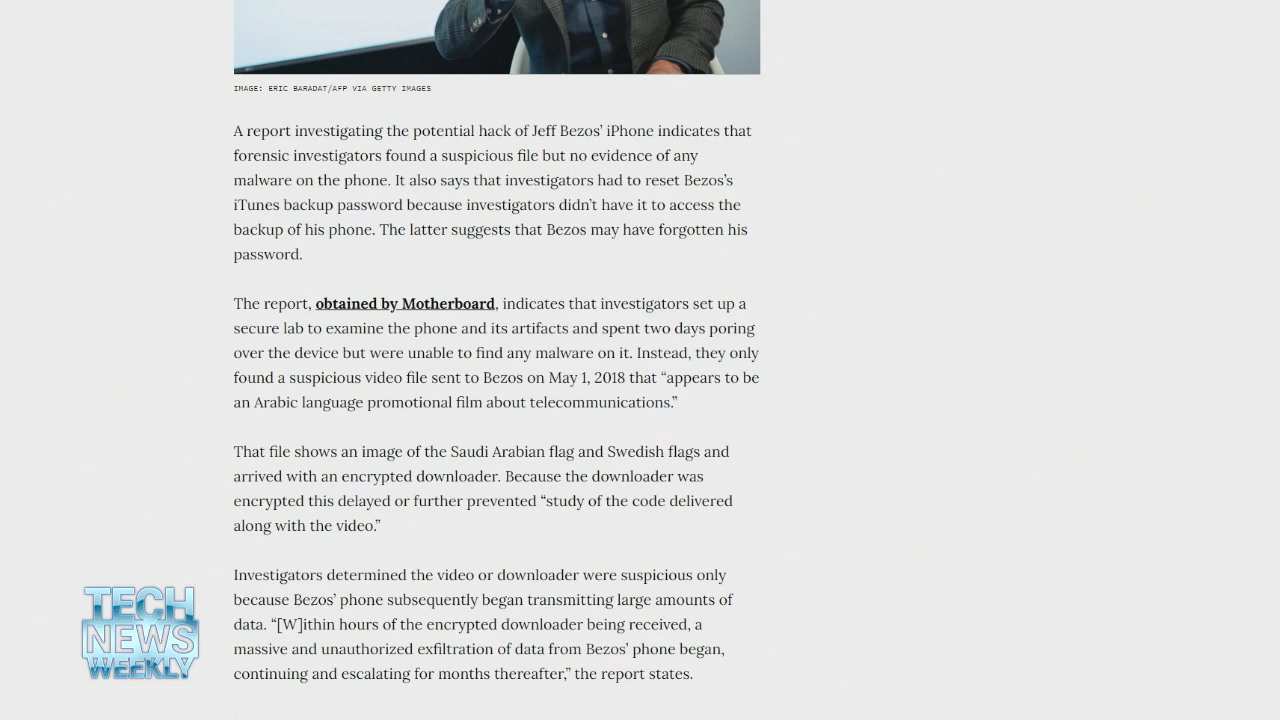 IMAGE: ERIC BARADAT/AFP VIA GETTY IMAGES
A report investigating the potential hack of Jeff Bezos’ iPhone indicates that
forensic investigators found a suspicious file but no evidence of any
malware on the phone. It also says that investigators had to reset Bezos’s
iTunes backup password because investigators didn’t have it to access the
backup of his phone. The latter suggests that Bezos may have forgotten his
password.
The report, obtained by Motherboard, indicates that investigators set up a
secure lab to examine the phone and its artifacts and spent two days poring
over the device but were unable to find any malware on it. Instead, they only
found a suspicious video file sent to Bezos on May 1, 2018 that “appears to be
an Arabic language promotional film about telecommunications.”
That file shows an image of the Saudi Arabian flag and Swedish flags and
arrived with an encrypted downloader. Because the downloader was
encrypted this delayed or further prevented “study of the code delivered
along with the video.”
Investigators determined the video or downloader were suspicious only
because Bezos’ phone subsequently began transmitting large amounts of
data. “[W]ithin hours of the encrypted downloader being received, a
massive and unauthorized exfiltration of data from Bezos’ phone began,
continuing and escalating for months thereafter,” the report states.
TECH
NEWS
WEEKLY